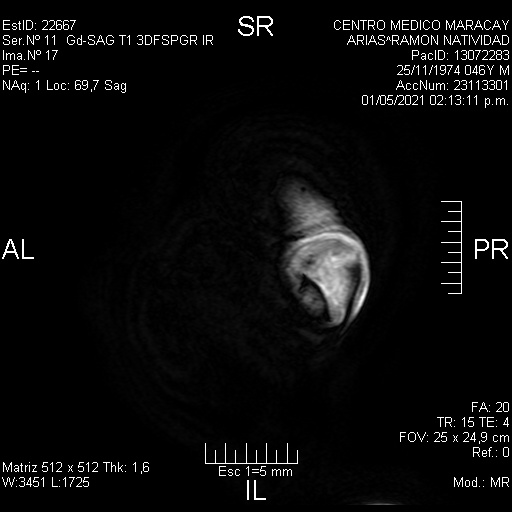 EstID: 22667
Ser.Nº 11 Gd-SAG T1 3DFSPGR IR
Ima.Nº 17
PE= --
NAq: 1 Loc: 69,7 Sag
SR
CENTRO MEDICO MARACAY
ARIAS^RAMON NATIVIDAD
PacID: 13072283
25/11/1974 046Y M
AccNum: 23113301
01/05/2021 02:13:11 p.m.
AL
PR
Matriz 512 x 512 Thk: 1,6
W:3451 L:1725
Esc 1=5 mm
IL
FA: 20
TR: 15 TE: 4
FOV: 25 x 24,9 cm
Ref.: 0
Mod.: MR